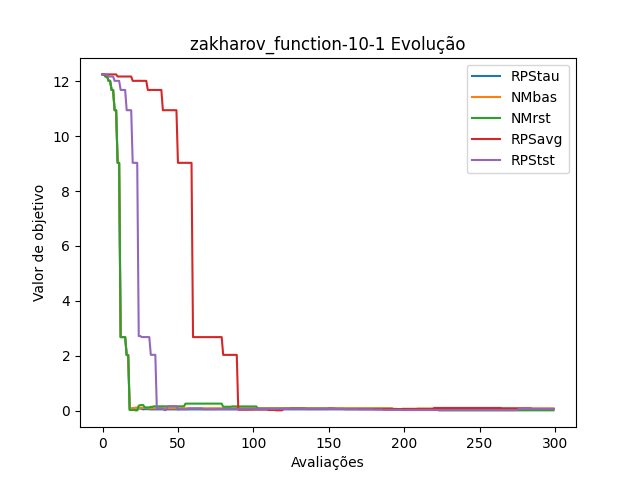 zakharov_function-10-1 Evolução
RPStau
NMbas
NMrst
RPSavg
RPStst
Valor de objetivo
12
10
8
6
4
2
0
0 50 100 150 200 250 300
Avaliações